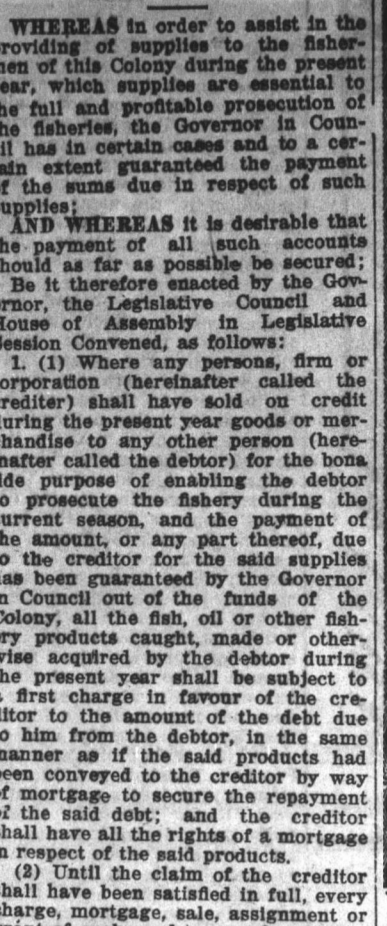 WHEREAS in order to assist in the
roviding of supplies to the fisher-
nen of this Colony during the present
ear, which supplies are essential to
he full and profitable prosecution of
he fisheries, the Governor in Coun-
il has in certain cases and to a cer-
ain extent guaranteed the payment
f the sums due in respect of such
upplies;
AND WHEREAS it is desirable that
he payment of all such accounts
hould as far as possible be secured;
Be it therefore enacted by the Gov-
rnor, the Legislative Council and
House of Assembly in Legislative
Session Convened, as follows:
1. (1) Where any persons, firm or
orporation (hereinafter called the
rediter) shall have sold on credit
during the present year goods or mer-
handise to any other person (here-
nafter called the debtor) for the bona
ide purpose of enabling the debtor
o prosecute the fishery during the
urrent season, and the payment of
he amount, or any part thereof, due
o the creditor for the said supplies
as been guaranteed by the Governor
n Council out of the funds of the
Colony, all the fish, oil or other fish-
ry products caught, made or other-
wise acquired by the debtor during
he present year shall be subject to
first charge in favour of the cre-
ditor to the amount of the debt due
o him from the debtor, in the same
manner as if the said products had
een conveyed to the creditor by way
f mortgage to secure the repayment
f the said debt; and the creditor
hall have all the rights of a mortgage
n respect of the said products.
(2) Until the claim of the creditor
hall have been satisfied in full, every
charge, mortgage, sale, assignment or